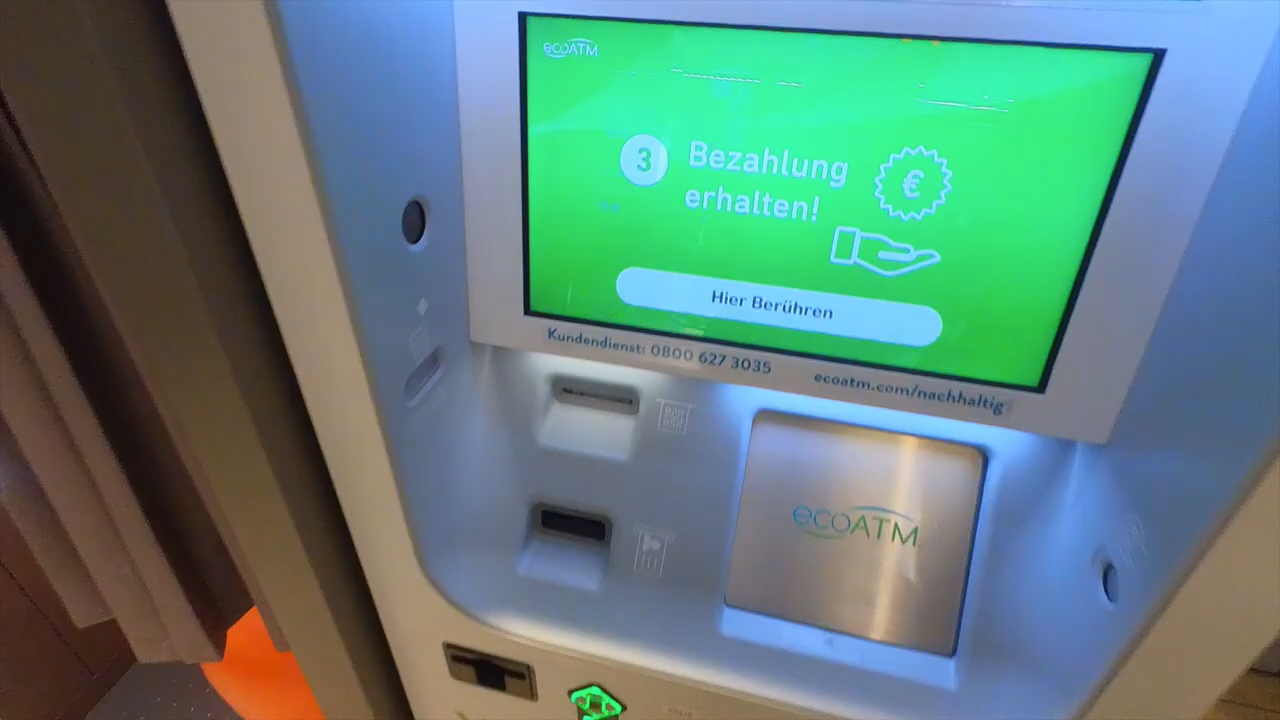 ecoATM
3
Bezahlung
erhalten!
€
Hier Berühren
Kundendienst: 0800 627 3035
ecoatm.com/nachhaltig
ecoATM